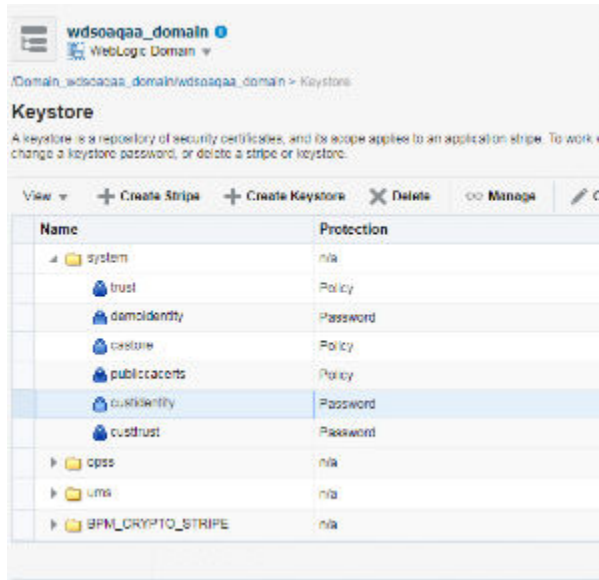 wdsoaqaa_domain
WebLogic Domain
/Domain_wdsoaqaa_domain/wdsoaqaa_domain > Keystore
Keystore
A keystore is a repository of security certificates, and its scope applies to an application stripe. To work
change a keystore password, or delete a stripe or keystore.
View Create Stripe Create Keystore Delete Manage
Name Protection
system n/a
trust Policy
demoidentity Password
castore Policy
publiccacerts Policy
custidentity Password
custtrust Password
opss n/a
ums n/a
BPM_CRYPTO_STRIPE n/a